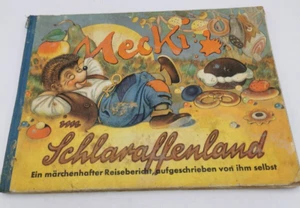 Mecki
im
Schlaraffenland
Ein märchenhafter Reisebericht, aufgeschrieben von ihm selbst